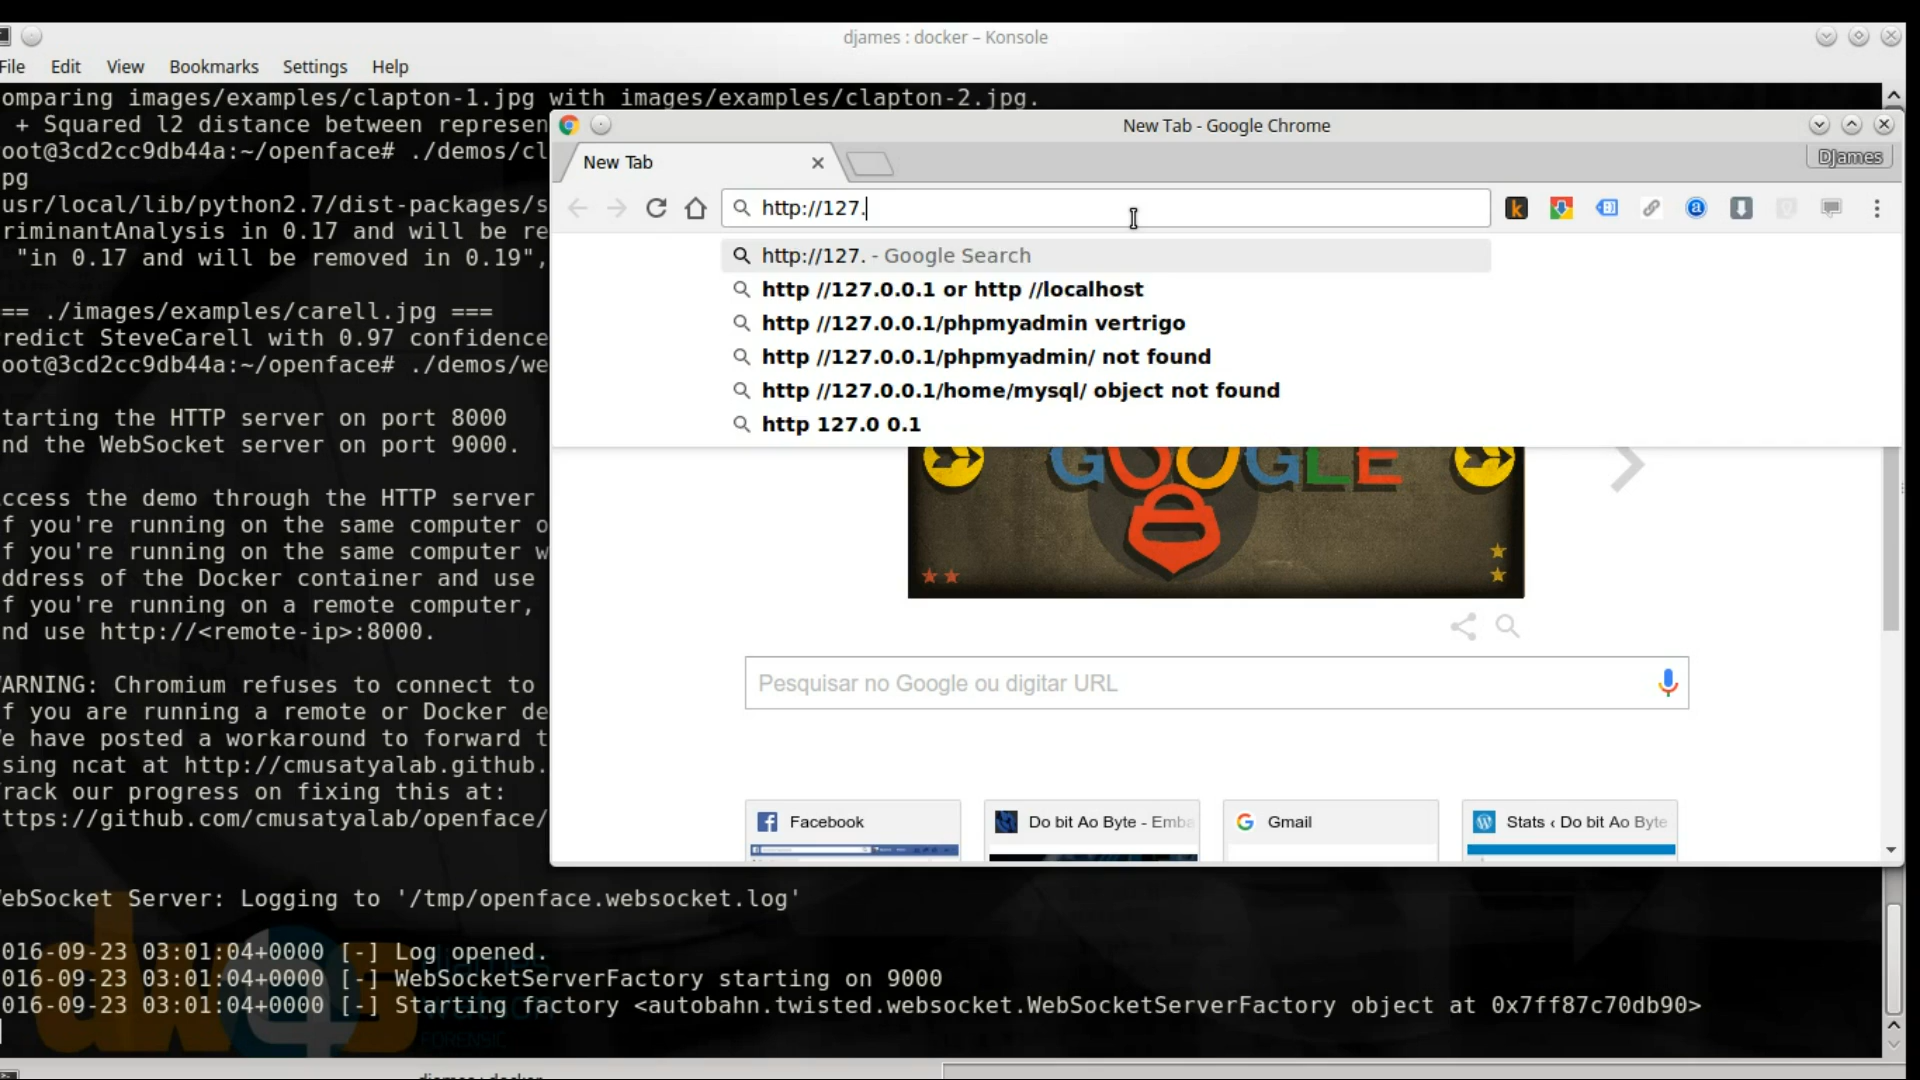 djames : docker – Konsole
File Edit View Bookmarks Settings Help
omparing images/examples/clapton-1.jpg with images/examples/clapton-2.jpg.
+ Squared l2 distance between represen
oot@3cd2cc9db44a:~/openface# ./demos/cl
pg
usr/local/lib/python2.7/dist-packages/s
riminantAnalysis in 0.17 and will be re
"in 0.17 and will be removed in 0.19",
== ./images/examples/carell.jpg ===
redict SteveCarell with 0.97 confidence
oot@3cd2cc9db44a:~/openface# ./demos/we
tarting the HTTP server on port 8000
nd the WebSocket server on port 9000.
ccess the demo through the HTTP server
f you're running on the same computer o
f you're running on the same computer w
ddress of the Docker container and use
f you're running on a remote computer,
nd use http://<remote-ip>:8000.
WARNING: Chromium refuses to connect to
f you are running a remote or Docker de
e have posted a workaround to forward t
sing ncat at http://cmusatyalab.github.
rack our progress on fixing this at:
ttps://github.com/cmusatyalab/openface/
ebSocket Server: Logging to '/tmp/openface.websocket.log'
016-09-23 03:01:04+0000 [-] Log opened.
016-09-23 03:01:04+0000 [-] WebSocketServerFactory starting on 9000
016-09-23 03:01:04+0000 [-] Starting factory <autobahn.twisted.websocket.WebSocketServerFactory object at 0x7ff87c70db90>
New Tab - Google Chrome
New Tab
DJames
http://127.
http://127. - Google Search
http //127.0.0.1 or http //localhost
http //127.0.0.1/phpmyadmin vertrigo
http //127.0.0.1/phpmyadmin/ not found
http //127.0.0.1/home/mysql/ object not found
http 127.0 0.1
GOOGLE
Pesquisar no Google ou digitar URL
Facebook
Do bit Ao Byte - Emba
Gmail
Stats ‹ Do bit Ao Byte
FORENSIC